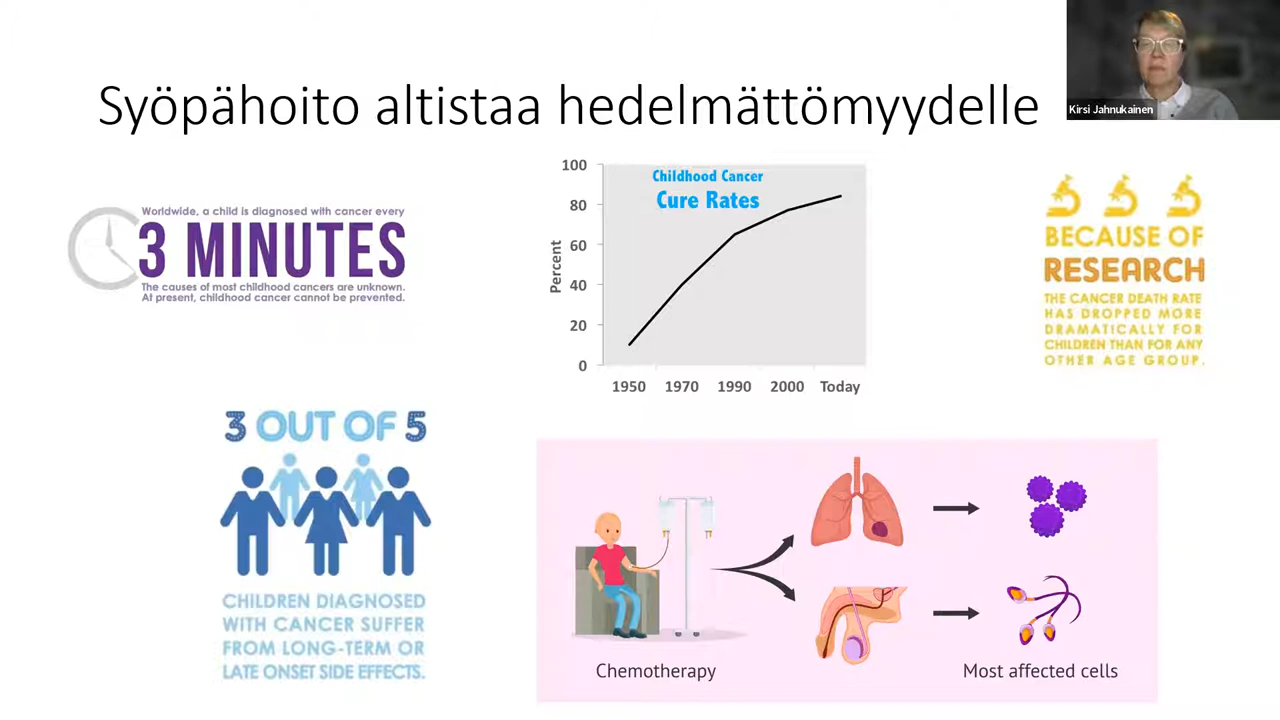 Syöpähoito altistaa hedelmättömyydelle
Kirsi Jahnukainen
Worldwide, a child is diagnosed with cancer every
3 MINUTES
The causes of most childhood cancers are unknown.
At present, childhood cancer cannot be prevented.
Childhood Cancer
Cure Rates
Percent
100
80
60
40
20
0
1950 1970 1990 2000 Today
BECAUSE OF
RESEARCH
THE CANCER DEATH RATE
HAS DROPPED MORE
DRAMATICALLY FOR
CHILDREN THAN FOR ANY
OTHER AGE GROUP.
3 OUT OF 5
CHILDREN DIAGNOSED
WITH CANCER SUFFER
FROM LONG-TERM OR
LATE ONSET SIDE EFFECTS.
Chemotherapy
Most affected cells